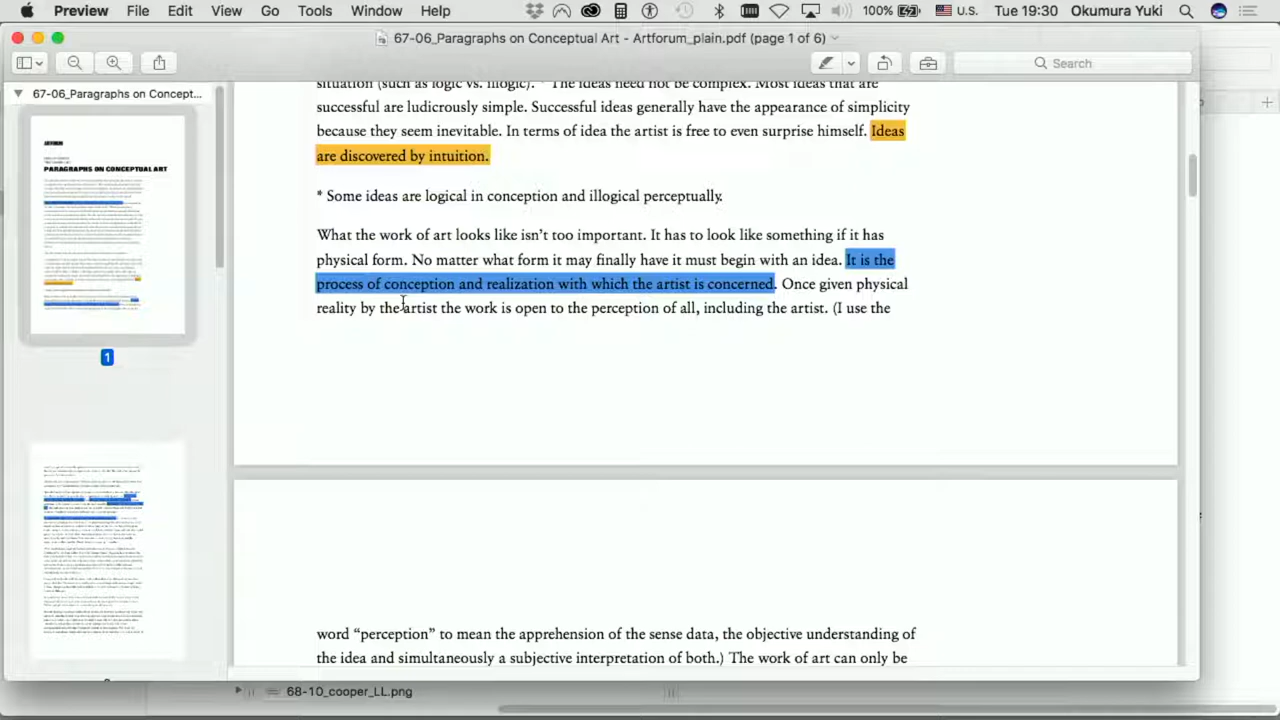 Preview File Edit View Go Tools Window Help 100% U.S. Tue 19:30 Okumura Yuki
67-06_Paragraphs on Conceptual Art - Artforum_plain.pdf (page 1 of 6)
Search
67-06_Paragraphs on Concept...
ARTFORUM
PARAGRAPHS ON CONCEPTUAL ART
1
situation (such as logic vs. illogic). * The ideas need not be complex. Most ideas that are
successful are ludicrously simple. Successful ideas generally have the appearance of simplicity
because they seem inevitable. In terms of idea the artist is free to even surprise himself. Ideas
are discovered by intuition.
* Some ideas are logical in conception and illogical perceptually.
What the work of art looks like isn't too important. It has to look like something if it has
physical form. No matter what form it may finally have it must begin with an idea. It is the
process of conception and realization with which the artist is concerned. Once given physical
reality by the artist the work is open to the perception of all, including the artist. (I use the
word “perception” to mean the apprehension of the sense data, the objective understanding of
the idea and simultaneously a subjective interpretation of both.) The work of art can only be
68-10_cooper_LL.png